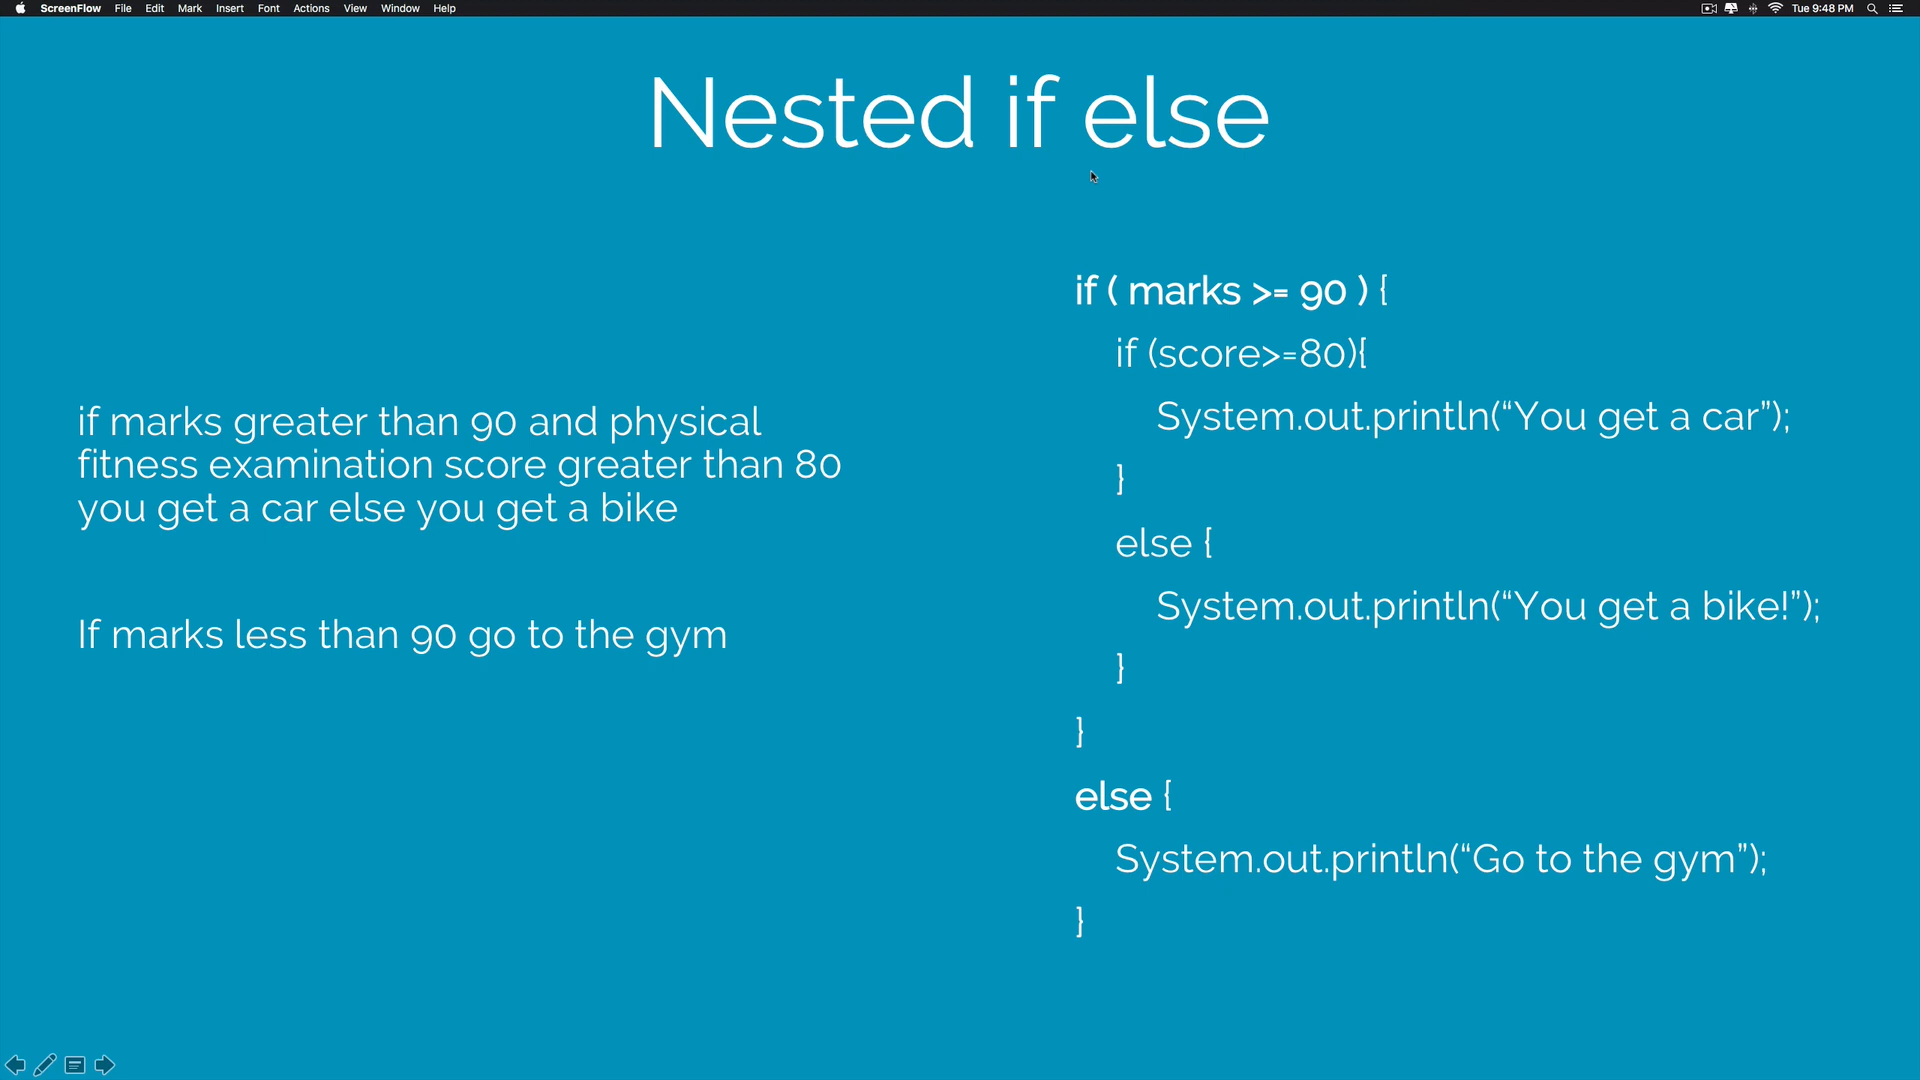 ScreenFlow File Edit Mark Insert Font Actions View Window Help Tue 9:48 PM
Nested if else
if marks greater than 90 and physical
fitness examination score greater than 80
you get a car else you get a bike
If marks less than 90 go to the gym
if ( marks >= 90 ) {
if (score>=80){
System.out.println(“You get a car”);
}
else {
System.out.println(“You get a bike!”);
}
}
else {
System.out.println(“Go to the gym”);
}